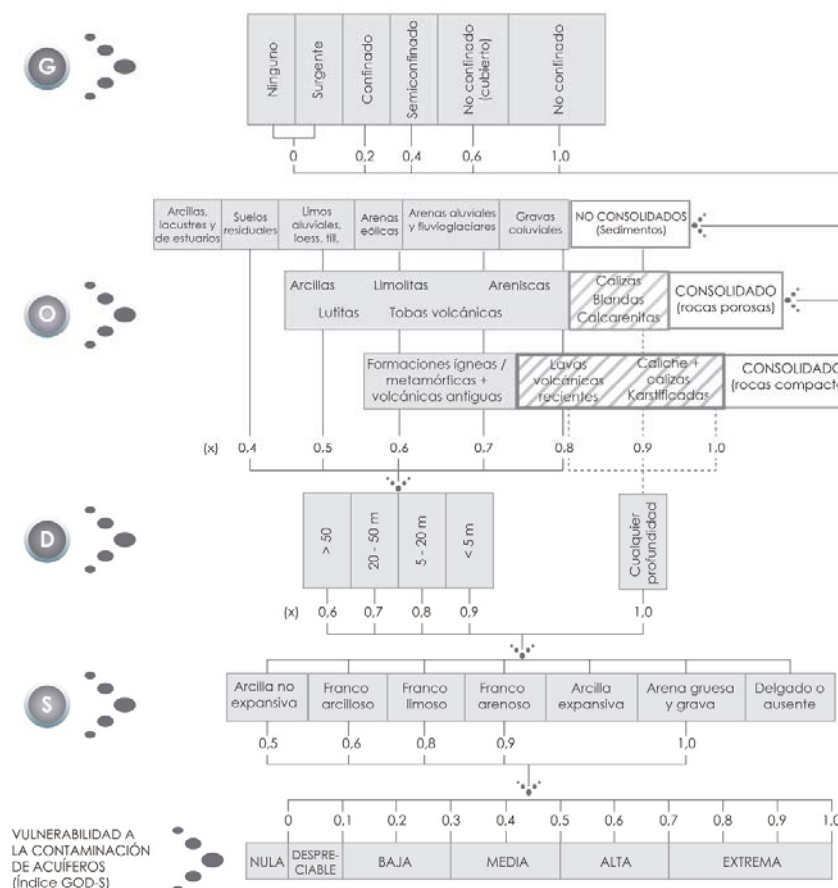 G
Ninguno
Surgente
Confinado
Semiconfinado
No confinado
(cubierto)
No confinado
0
0,2
0,4
0,6
1,0
Arcillas,
lacustres y
de estuarios
Suelos
residuales
Limos
aluviales,
loess, till,
Arenas
eólicas
Arenas aluviales
y fluvioglaciares
Gravas
coluviales
NO CONSOLIDADOS
(Sedimentos)
O
Arcillas
Limolitas
Areniscas
Lutitas
Tobas volcánicas
Calizas
Blandas
Calcarenitas
CONSOLIDADO
(rocas porosas)
Formaciones ígneas /
metamórficas +
volcánicas antiguas
Lavas
volcánicas
recientes
Caliche +
calizas
Karstificadas
CONSOLIDADO
(rocas compact
(x) 0,4 0,5 0,6 0,7 0,8 0,9 1,0
D
> 50
20 - 50 m
5 - 20 m
< 5 m
Cualquier
profundidad
(x) 0,6 0,7 0,8 0,9 1,0
S
Arcilla no
expansiva
Franco
arcilloso
Franco
limoso
Franco
arenoso
Arcilla
expansiva
Arena gruesa
y grava
Delgado o
ausente
0,5 0,6 0,8 0,9 1,0
0 0,1 0,2 0,3 0,4 0,5 0,6 0,7 0,8 0,9 1,0
VULNERABILIDAD A
LA CONTAMINACIÓN
DE ACUÍFEROS
(Índice GOD-S)
NULA
DESPRE-
CIABLE
BAJA
MEDIA
ALTA
EXTREMA